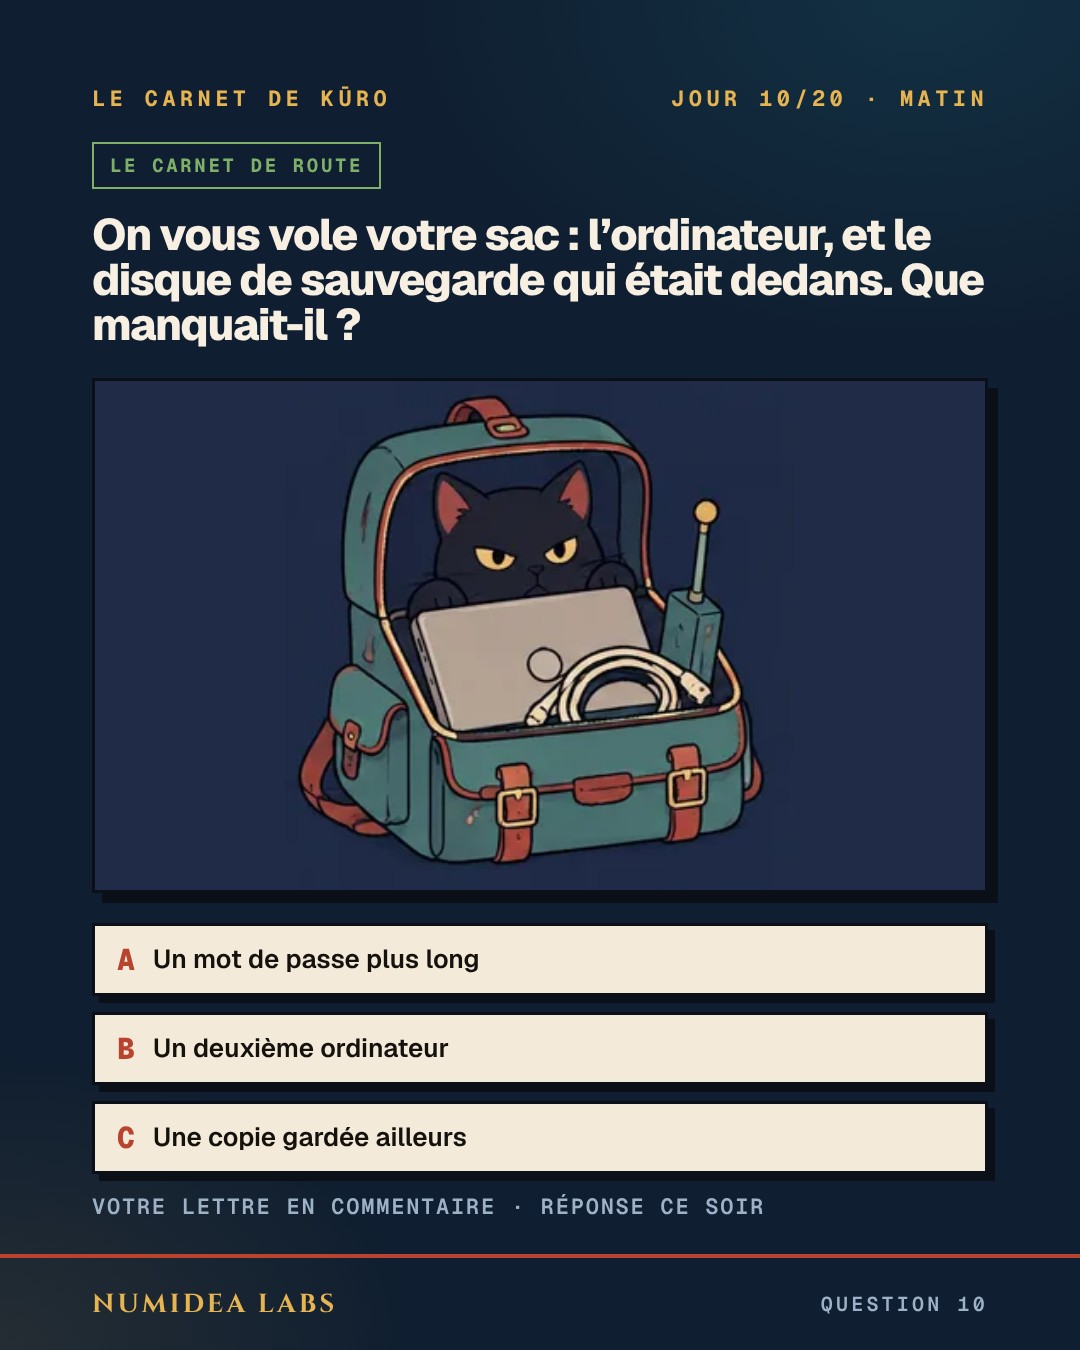 LE CARNET DE KŪRO
JOUR 10/20 · MATIN
LE CARNET DE ROUTE
On vous vole votre sac : l’ordinateur, et le
disque de sauvegarde qui était dedans. Que
manquait-il ?
A Un mot de passe plus long
B Un deuxième ordinateur
C Une copie gardée ailleurs
VOTRE LETTRE EN COMMENTAIRE · RÉPONSE CE SOIR
NUMIDEA LABS
QUESTION 10